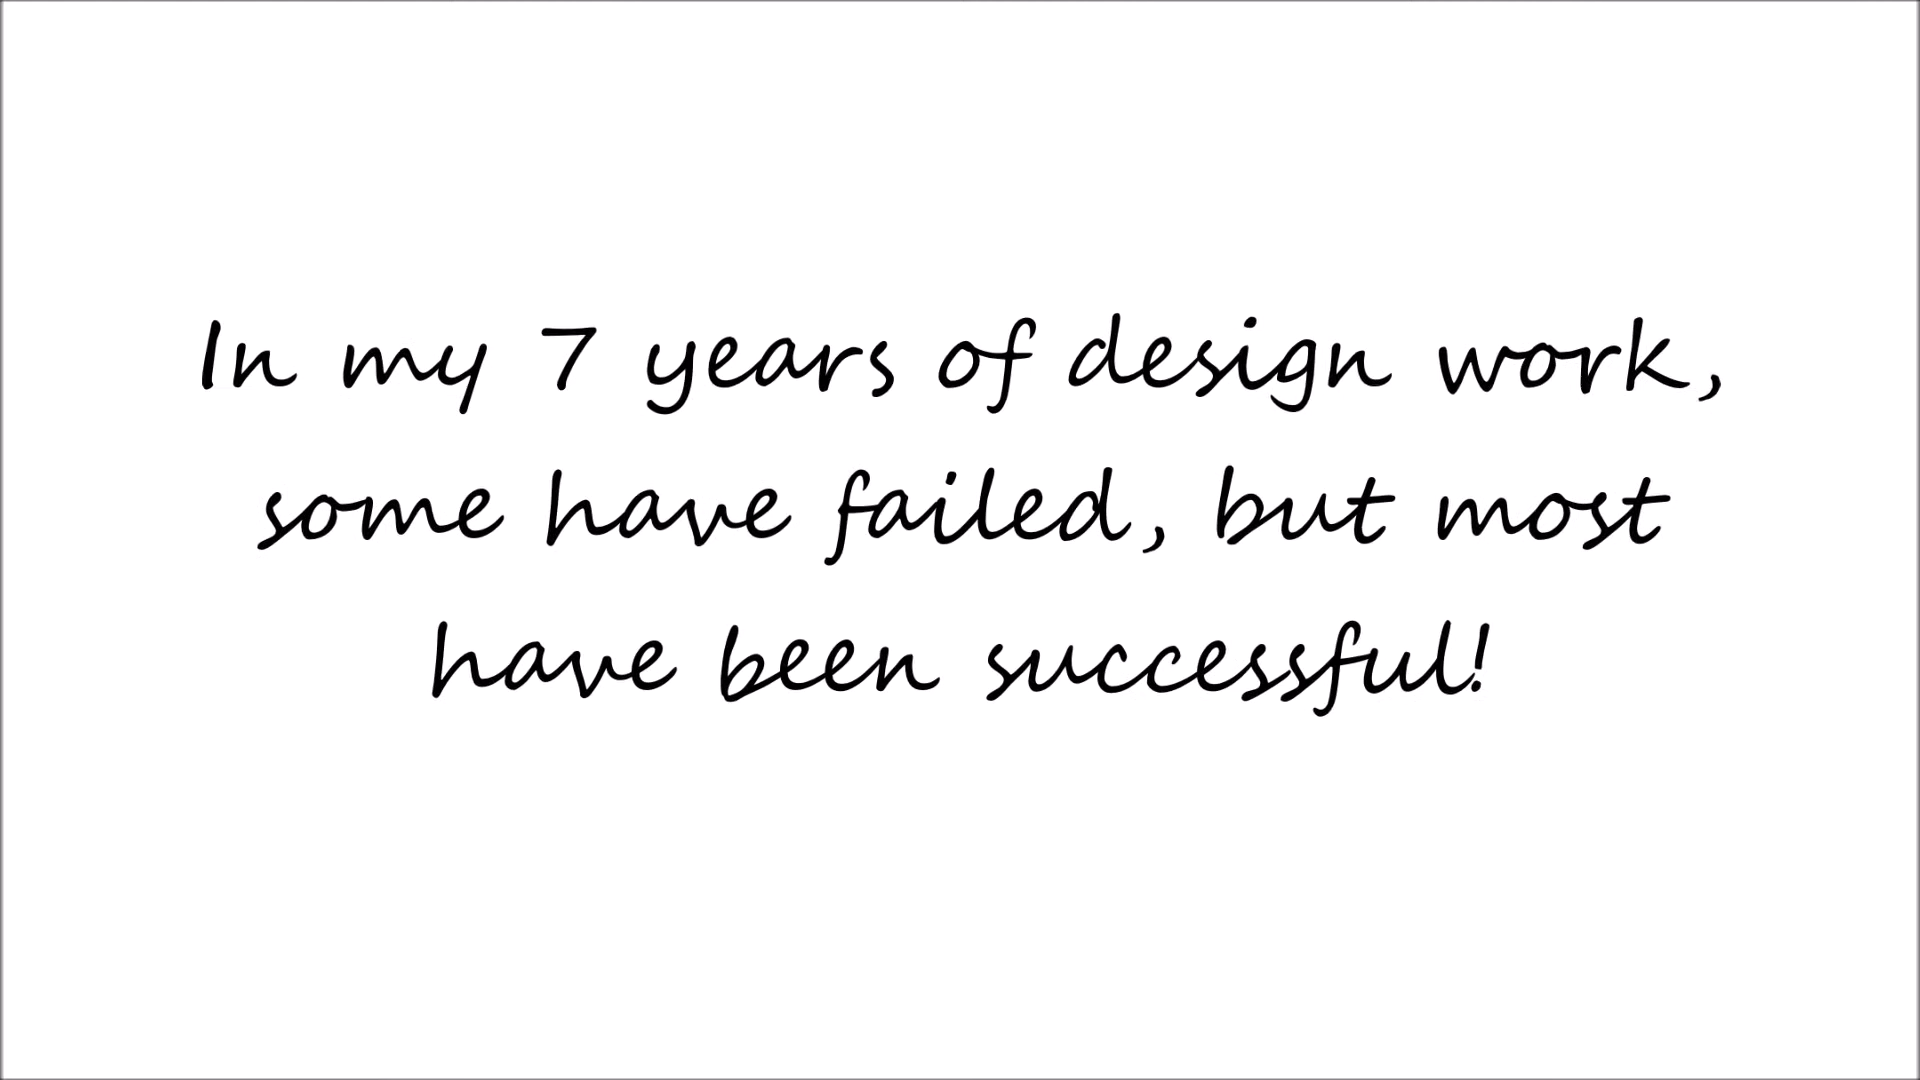 In my 7 years of design work,
some have failed, but most
have been successful!